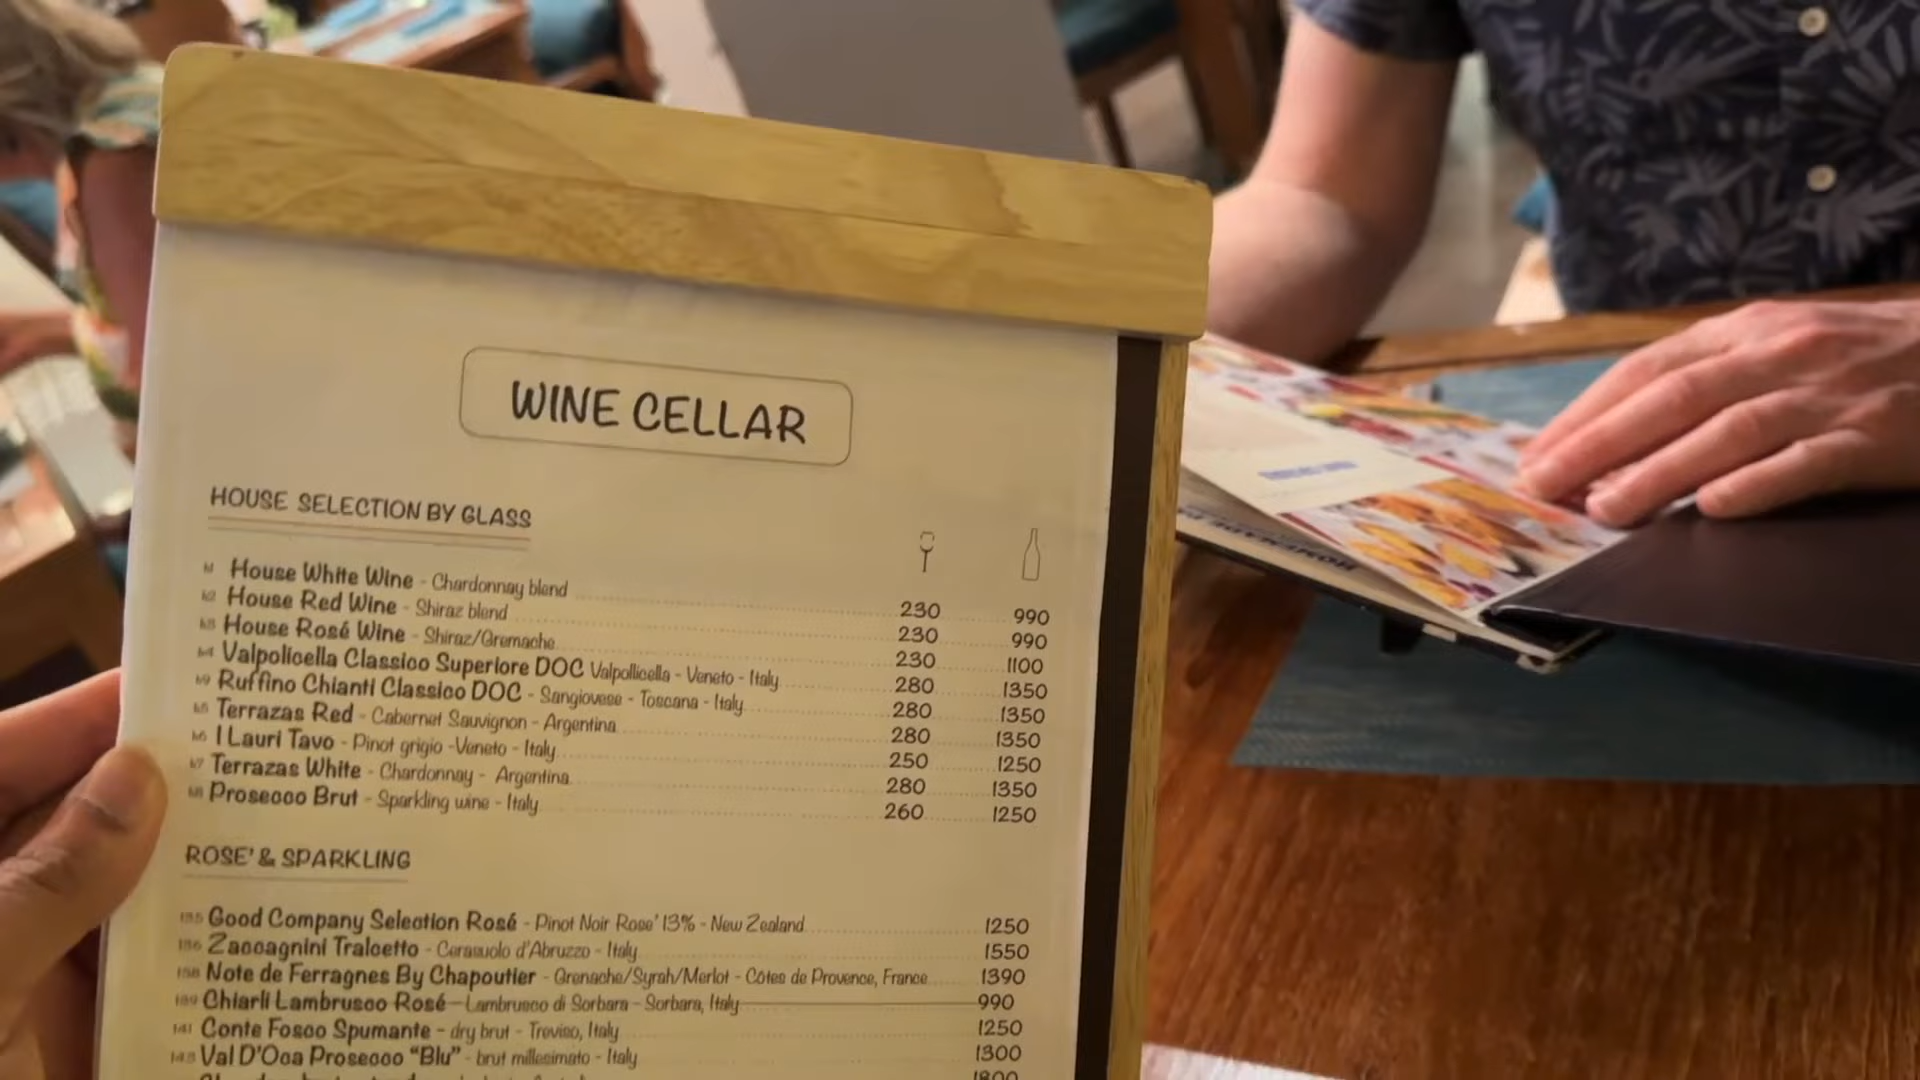 WINE CELLAR
HOUSE SELECTION BY GLASS
House White Wine - Chardonnay blend 230 990
House Red Wine - Shiraz blend 230 990
House Rosé Wine - Shiraz/Gremache 230 1100
Valpolicella Classico Superiore DOC Valpollicella - Veneto - Italy 280 1350
Ruffino Chianti Classico DOC - Sangiovese - Toscana - Italy 280 1350
Terrazas Red - Cabernet Sauvignon - Argentina 280 1350
I Lauri Tavo - Pinot grigio -Veneto - Italy 250 1250
Terrazas White - Chardonnay - Argentina 280 1350
Prosecco Brut - Sparkling wine - Italy 260 1250
ROSE' & SPARKLING
Good Company Selection Rosé - Pinot Noir Rose' 13% - New Zealand 1250
Zaccagnini Tralcetto - Cerasuolo d'Abruzzo - Italy 1550
Note de Ferragnes By Chapoutier - Grenache/Syrah/Merlot - Côtes de Provence, France 1390
Chiarli Lambrusco Rosé - Lambrusco di Sorbara - Sorbara, Italy 990
141 Conte Fosco Spumante - dry brut - Treviso, Italy 1250
Val D'Oca Prosecco "Blu" - brut millesimato - Italy 1300
1800